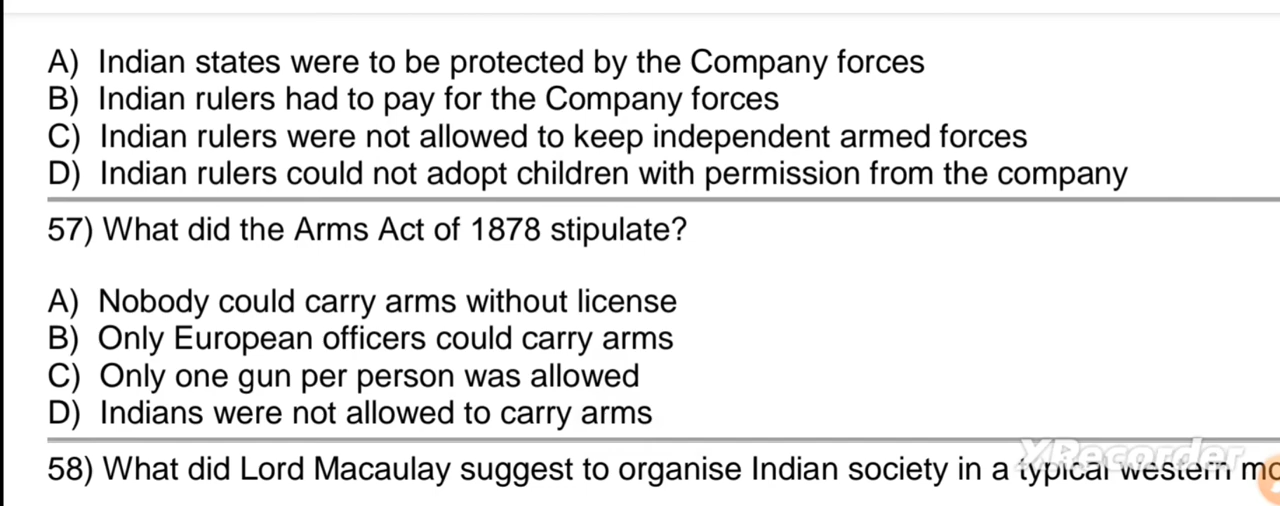 A) Indian states were to be protected by the Company forces
B) Indian rulers had to pay for the Company forces
C) Indian rulers were not allowed to keep independent armed forces
D) Indian rulers could not adopt children with permission from the company
57) What did the Arms Act of 1878 stipulate?
A) Nobody could carry arms without license
B) Only European officers could carry arms
C) Only one gun per person was allowed
D) Indians were not allowed to carry arms
XRecorder
58) What did Lord Macaulay suggest to organise Indian society in a typical western